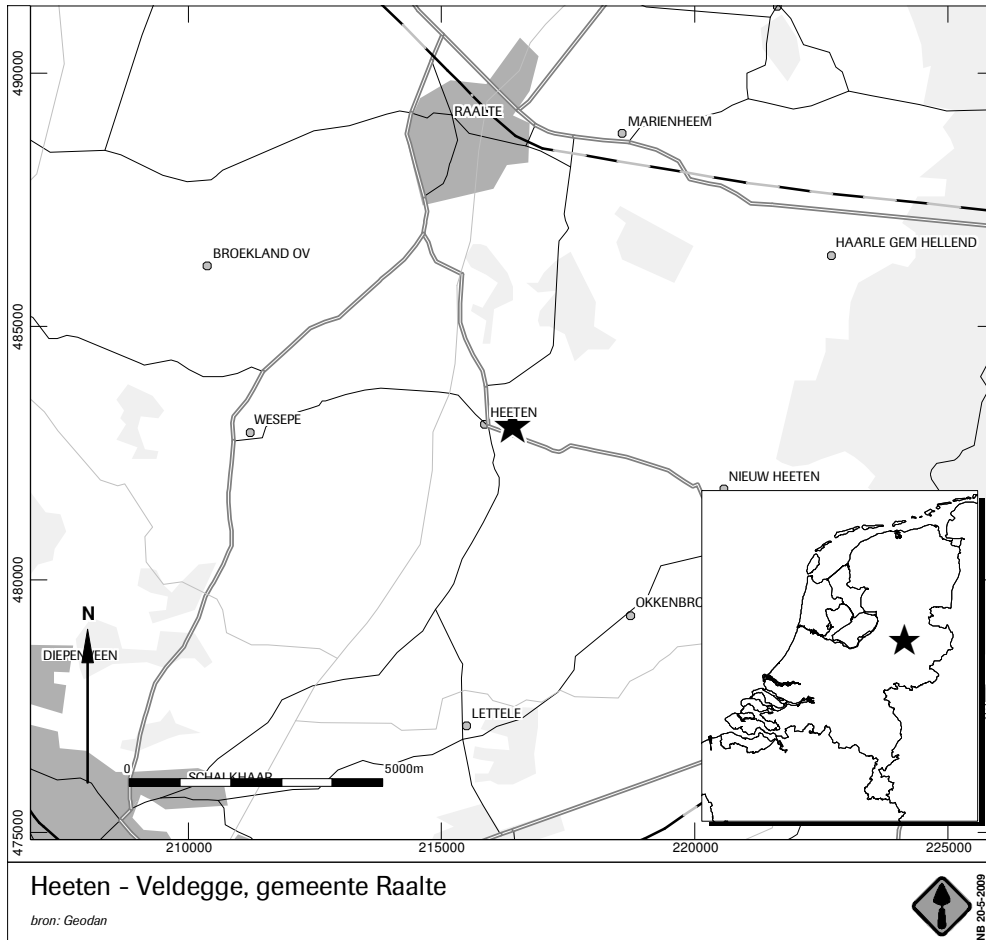 490000
RAALTE
MARIENHEEM
BROEKLAND OV
HAARLE GEM HELLEND
485000
WESEPE
HEETEN
NIEUW HEETEN
480000
OKKENBRO
N
DIEPENVEEN
LETTELE
0
5000m
SCHALKHAAR
475000
210000
215000
220000
225000
Heeten - Veldegge, gemeente Raalte
bron: Geodan
NB 20-5-2009